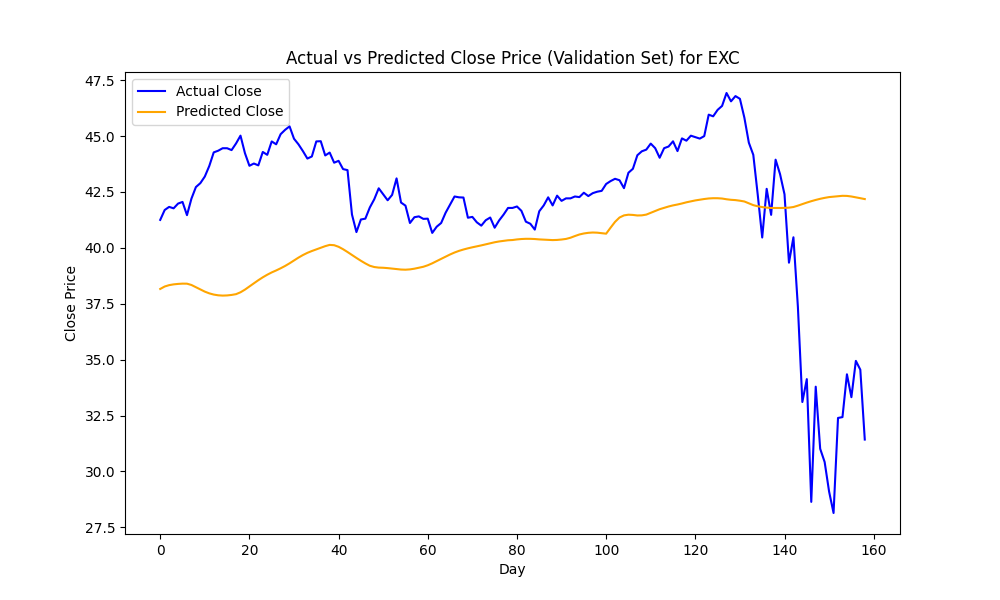 Actual vs Predicted Close Price (Validation Set) for EXC
Actual Close
Predicted Close
47.5
45.0
42.5
40.0
37.5
35.0
32.5
30.0
27.5
Close Price
0 20 40 60 80 100 120 140 160
Day